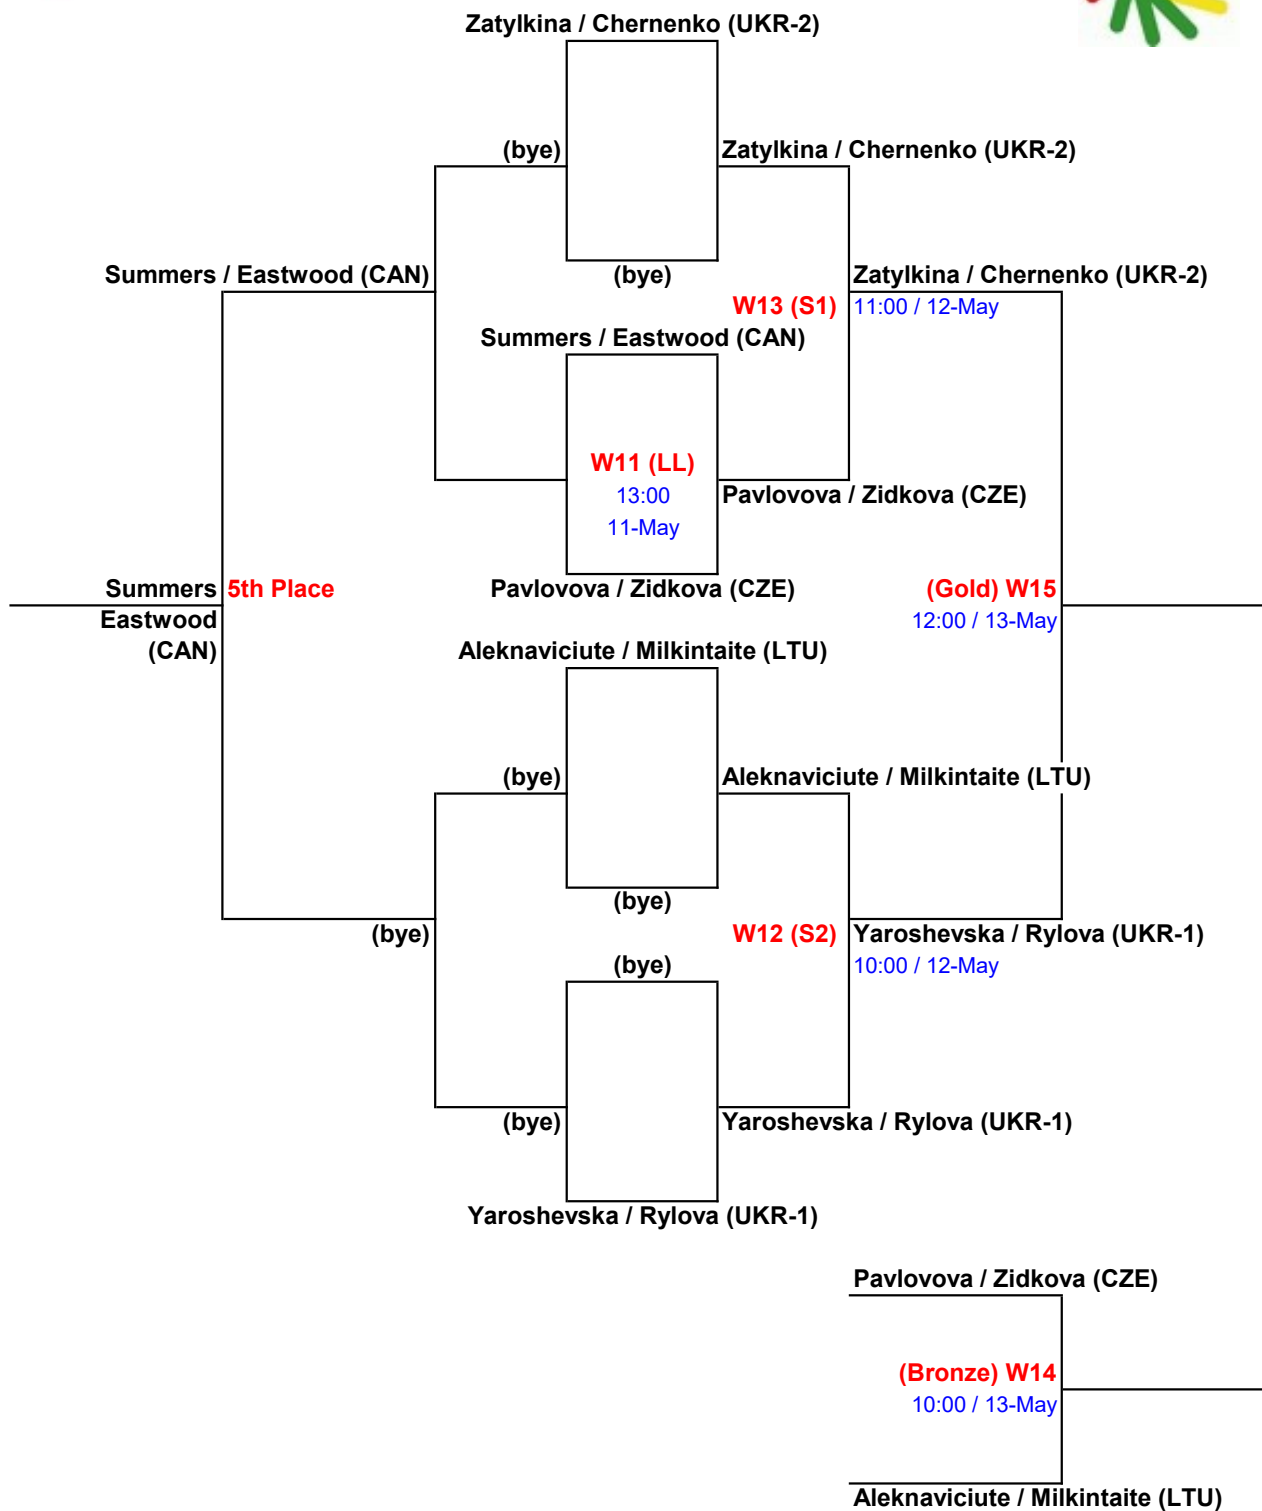 Zatylkina / Chernenko (UKR-2)
(bye)
Zatylkina / Chernenko (UKR-2)
Summers / Eastwood (CAN)
(bye)
Zatylkina / Chernenko (UKR-2)
W13 (S1)
11:00 / 12-May
Summers / Eastwood (CAN)
W11 (LL)
13:00
11-May
Pavlovova / Zidkova (CZE)
Summers
Eastwood
(CAN)
5th Place
Pavlovova / Zidkova (CZE)
(Gold) W15
12:00 / 13-May
Aleknaviciute / Milkintaite (LTU)
(bye)
Aleknaviciute / Milkintaite (LTU)
(bye)
(bye)
W12 (S2)
Yaroshevska / Rylova (UKR-1)
10:00 / 12-May
(bye)
(bye)
Yaroshevska / Rylova (UKR-1)
Yaroshevska / Rylova (UKR-1)
Pavlovova / Zidkova (CZE)
(Bronze) W14
10:00 / 13-May
Aleknaviciute / Milkintaite (LTU)